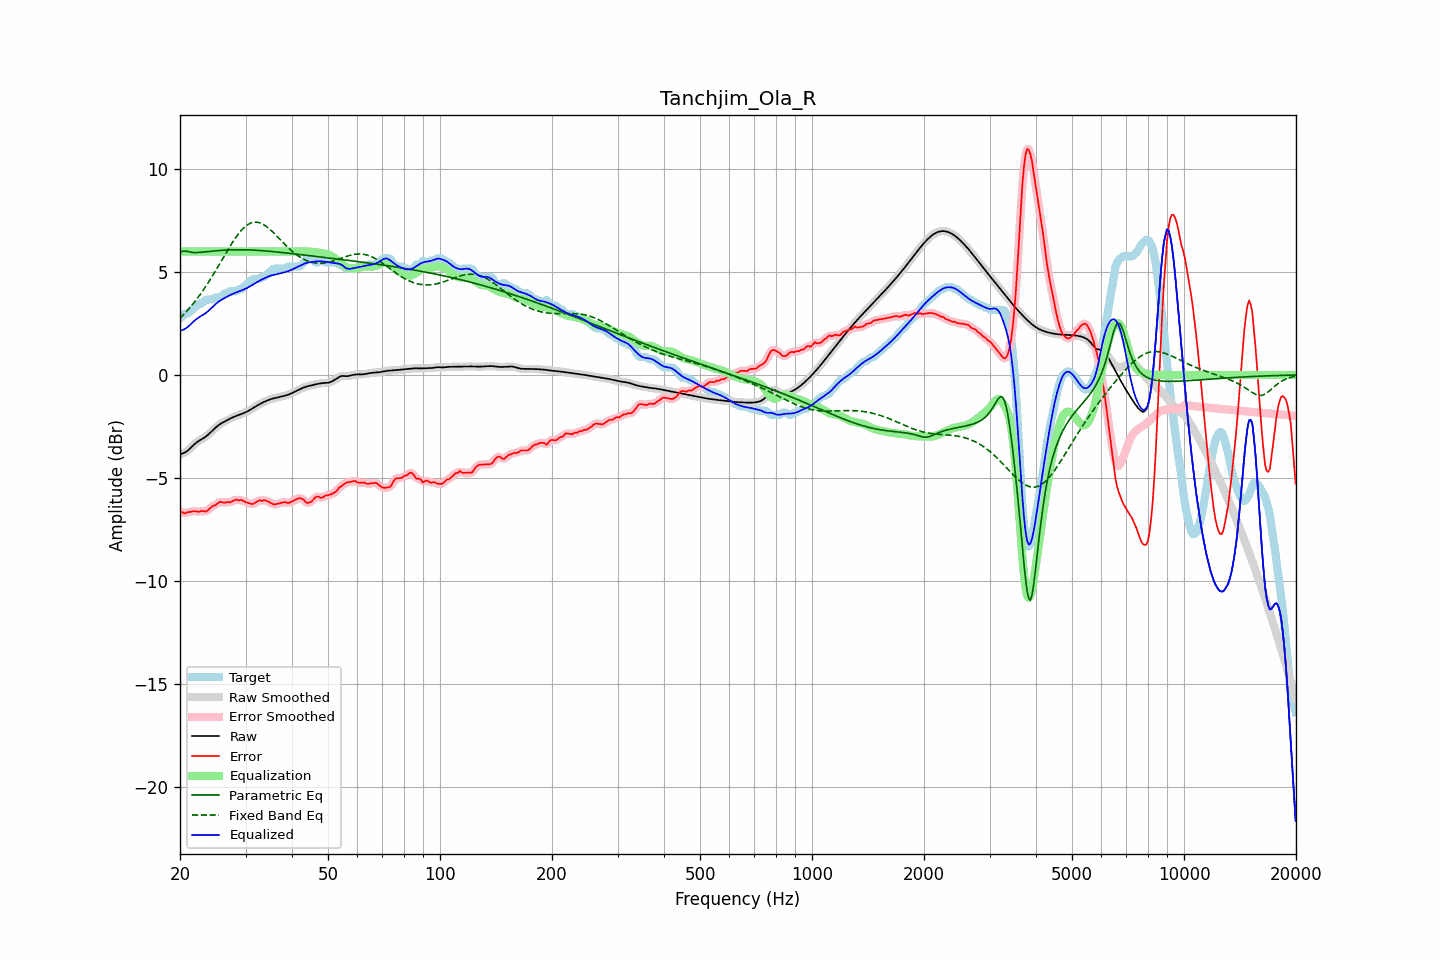 Tanchjim_Ola_R
Amplitude (dBr)
10
5
0
−5
−10
−15
−20
Target
Raw Smoothed
Error Smoothed
Raw
Error
Equalization
Parametric Eq
Fixed Band Eq
Equalized
20 50 100 200 500 1000 2000 5000 10000 20000
Frequency (Hz)